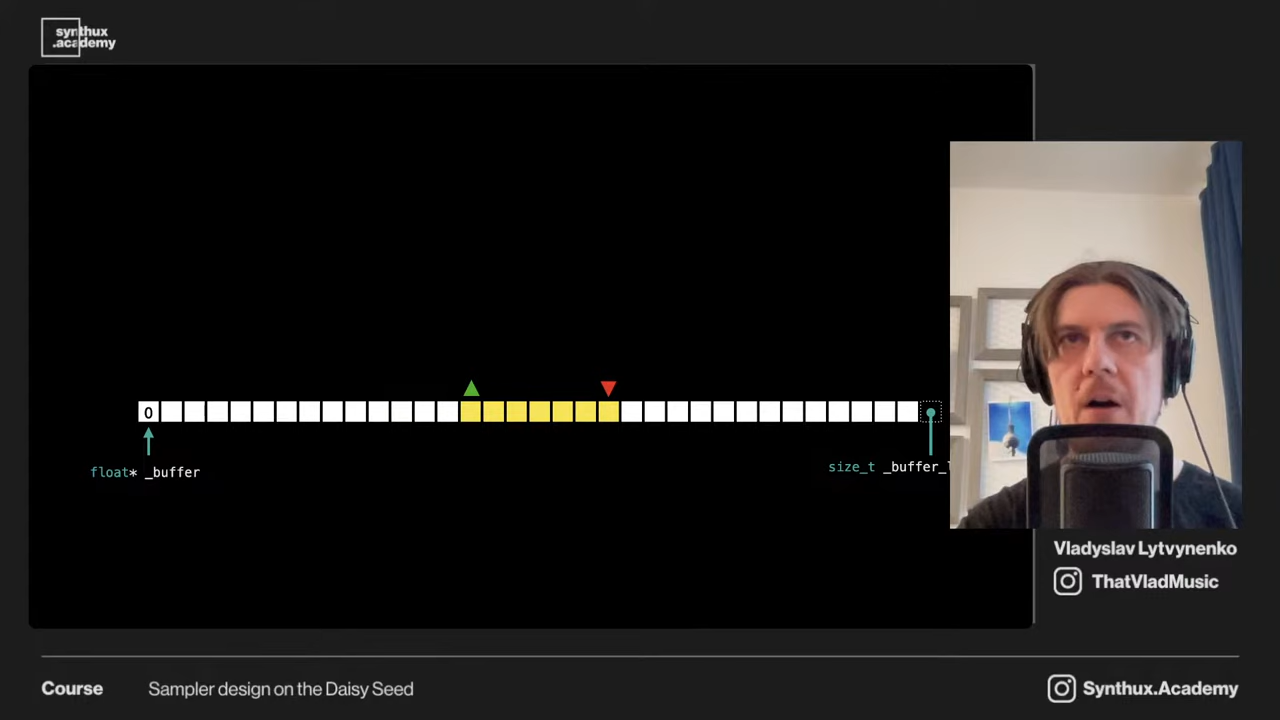 synthux
.academy
0
float* _buffer
size_t _buffer_
Vladyslav Lytvynenko
ThatVladMusic
Course Sampler design on the Daisy Seed
Synthux.Academy